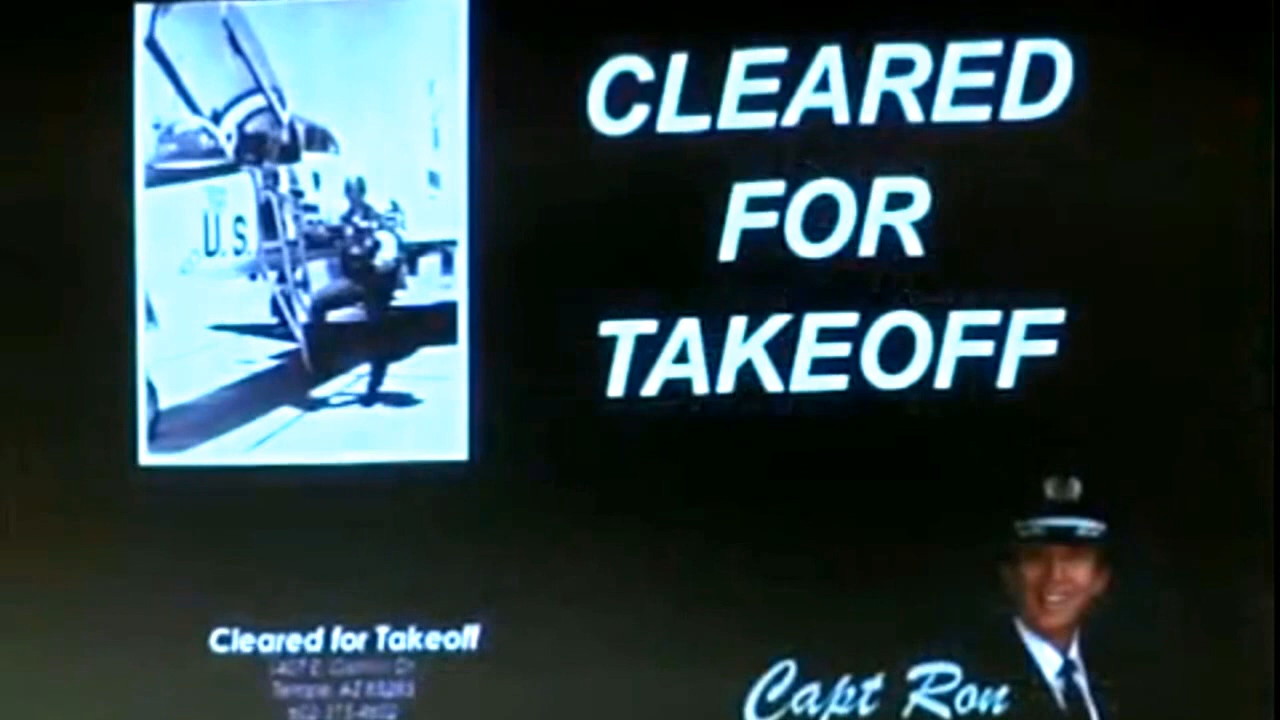 CLEARED
FOR
TAKEOFF
U.S.
Cleared for Takeoff
Tempe, AZ
Capt Ron